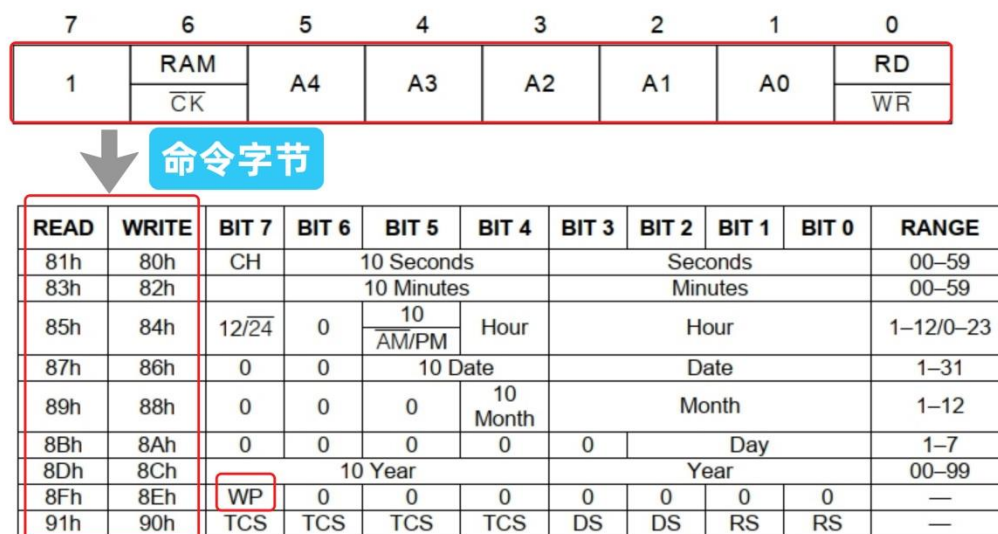 7 6 5 4 3 2 1 0
1 RAM A4 A3 A2 A1 A0 RD
CK WR
命令字节
READ WRITE BIT 7 BIT 6 BIT 5 BIT 4 BIT 3 BIT 2 BIT 1 BIT 0 RANGE
81h 80h CH 10 Seconds Seconds 00–59
83h 82h 10 Minutes Minutes 00–59
85h 84h 12/24 0 10 Hour Hour 1–12/0–23
AM/PM
87h 86h 0 0 10 Date Date 1–31
89h 88h 0 0 0 10 Month Month 1–12
8Bh 8Ah 0 0 0 0 0 Day 1–7
8Dh 8Ch 10 Year Year 00–99
8Fh 8Eh WP 0 0 0 0 0 0 0 —
91h 90h TCS TCS TCS TCS DS DS RS RS —